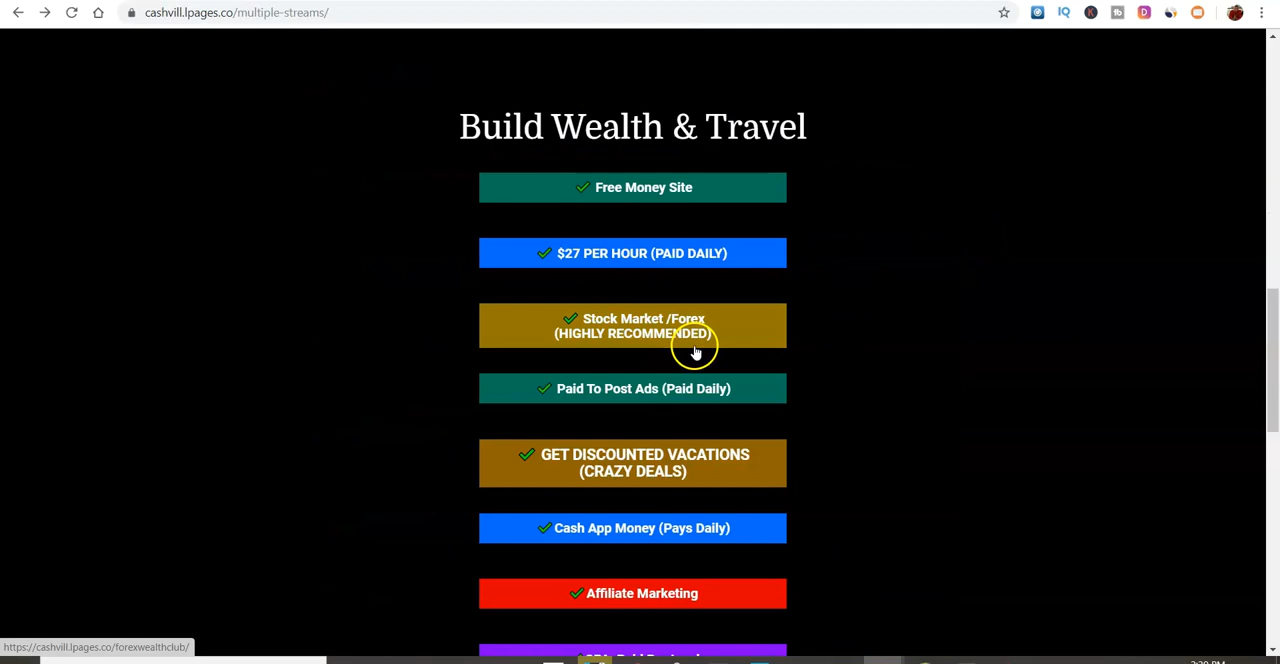 cashvill.lpages.co/multiple-streams/
IQ
Build Wealth & Travel
Free Money Site
$27 PER HOUR (PAID DAILY)
Stock Market /Forex
(HIGHLY RECOMMENDED)
Paid To Post Ads (Paid Daily)
GET DISCOUNTED VACATIONS
(CRAZY DEALS)
Cash App Money (Pays Daily)
Affiliate Marketing
https://cashvill.lpages.co/forexwealthclub/